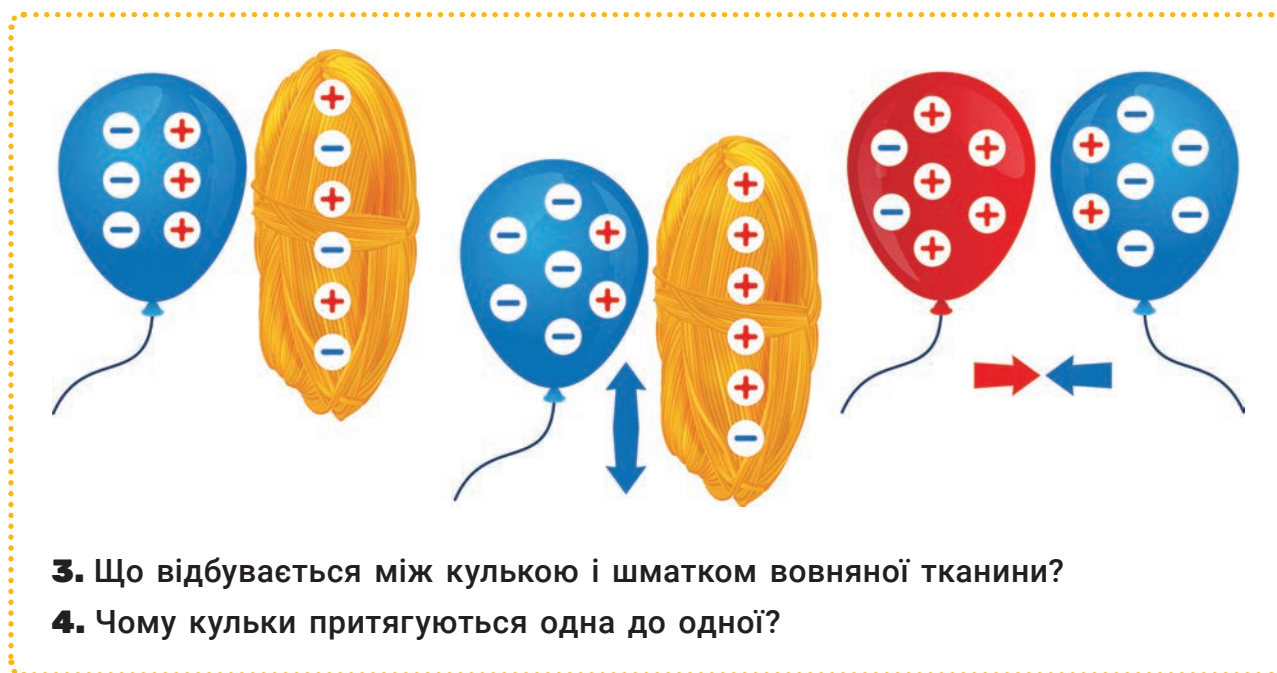 3. Що відбувається між кулькою і шматком вовняної тканини?
4. Чому кульки притягуються одна до одної?